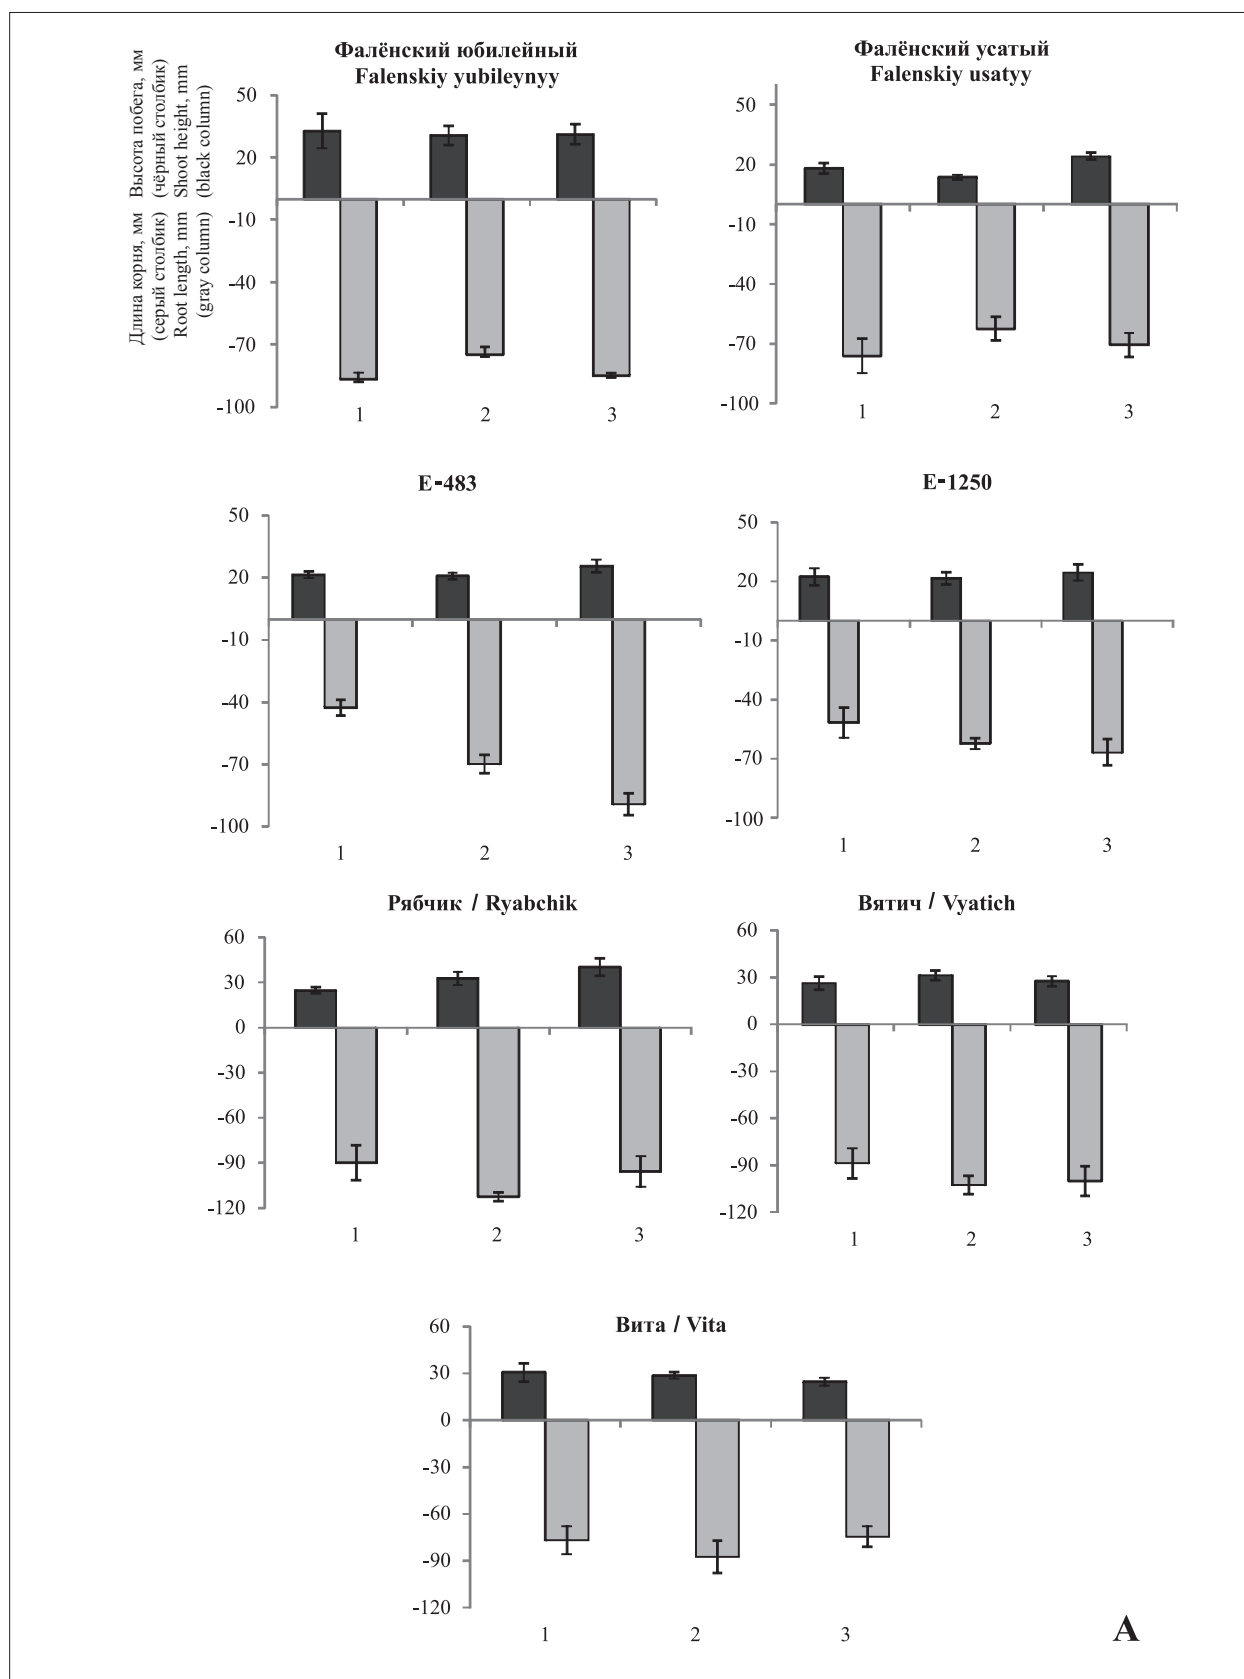 Фалёнский юбилейный
Falenskiy yubileynyy
Высота побега, мм
(чёрный столбик)
Shoot height, mm
(black column)
Длина корня, мм
(серый столбик)
Root length, mm
(gray column)
50
20
-10
-40
-70
-100
1 2 3
Фалёнский усатый
Falenskiy usatyy
50
20
-10
-40
-70
-100
1 2 3
E-483
50
20
-10
-40
-70
-100
1 2 3
E-1250
50
20
-10
-40
-70
-100
1 2 3
Рябчик / Ryabchik
60
30
0
-30
-60
-90
-120
1 2 3
Вятич / Vyatich
60
30
0
-30
-60
-90
-120
1 2 3
Вита / Vita
60
30
0
-30
-60
-90
-120
1 2 3
A